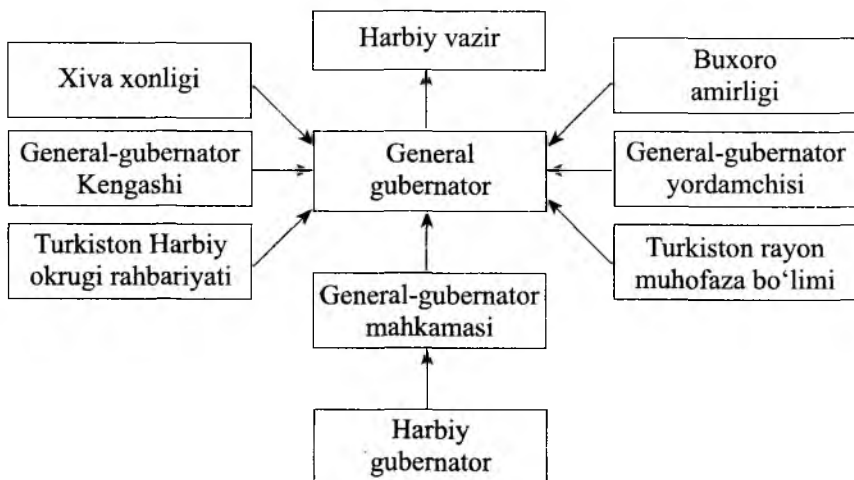 Harbiy vazir
Xiva xonligi
Buxoro
amirligi
General-gubernator
Kengashi
General
gubernator
General-gubernator
yordamchisi
Turkiston Harbiy
okrugi rahbariyati
Turkiston rayon
muhofaza bo‘limi
General-gubernator
mahkamasi
Harbiy
gubernator